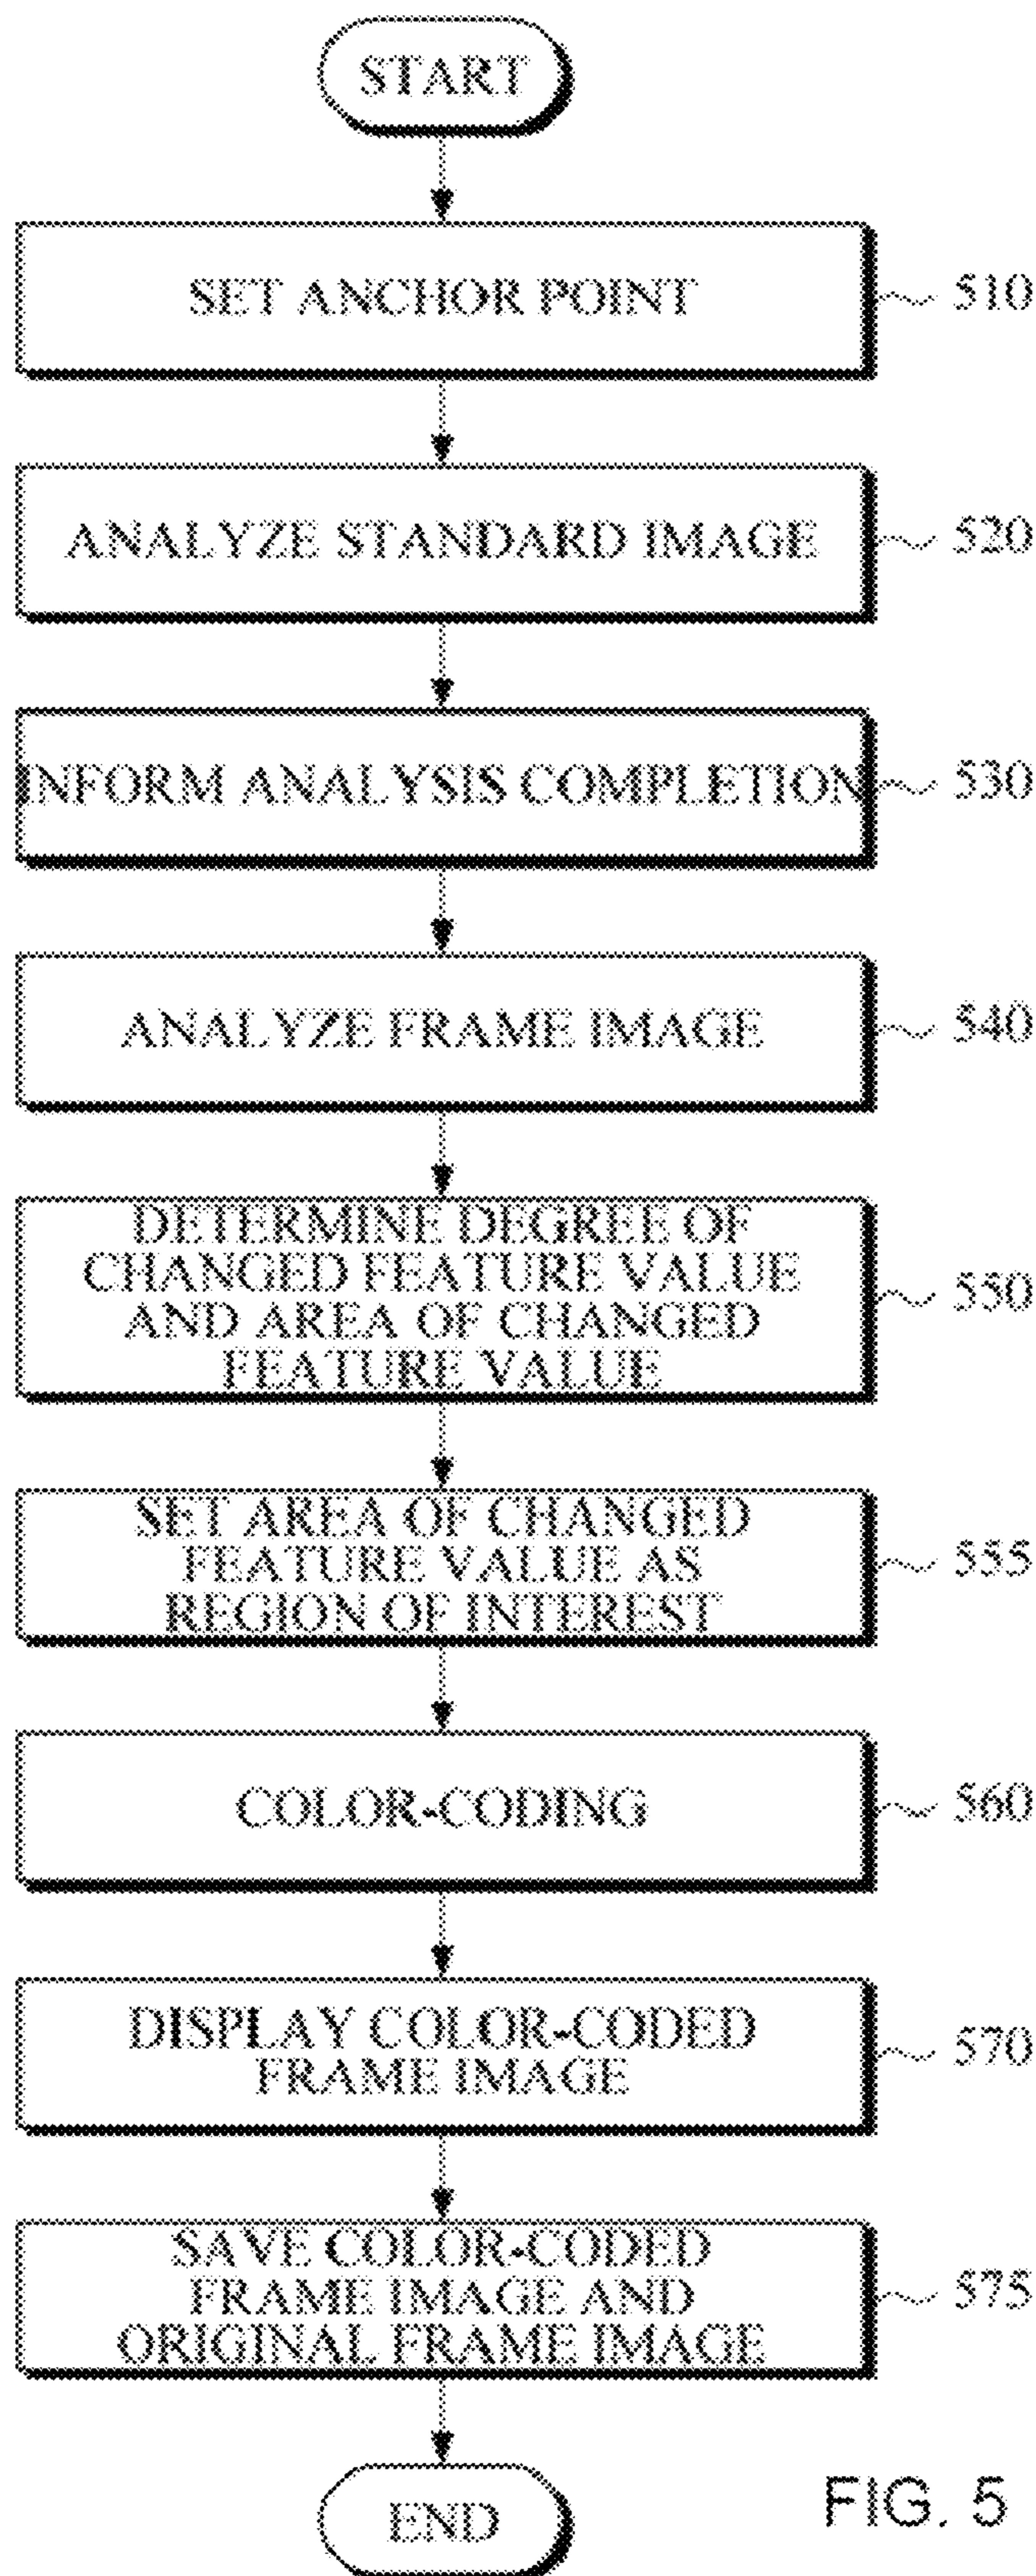 START
SET ANCHOR POINT
510
ANALYZE STANDARD IMAGE
520
INFORM ANALYSIS COMPLETION
530
ANALYZE FRAME IMAGE
540
DETERMINE DEGREE OF
CHANGED FEATURE VALUE
AND AREA OF CHANGED
FEATURE VALUE
550
SET AREA OF CHANGED
FEATURE VALUE AS
REGION OF INTEREST
555
COLOR-CODING
560
DISPLAY COLOR-CODED
FRAME IMAGE
570
SAVE COLOR-CODED
FRAME IMAGE AND
ORIGINAL FRAME IMAGE
575
END
FIG. 5